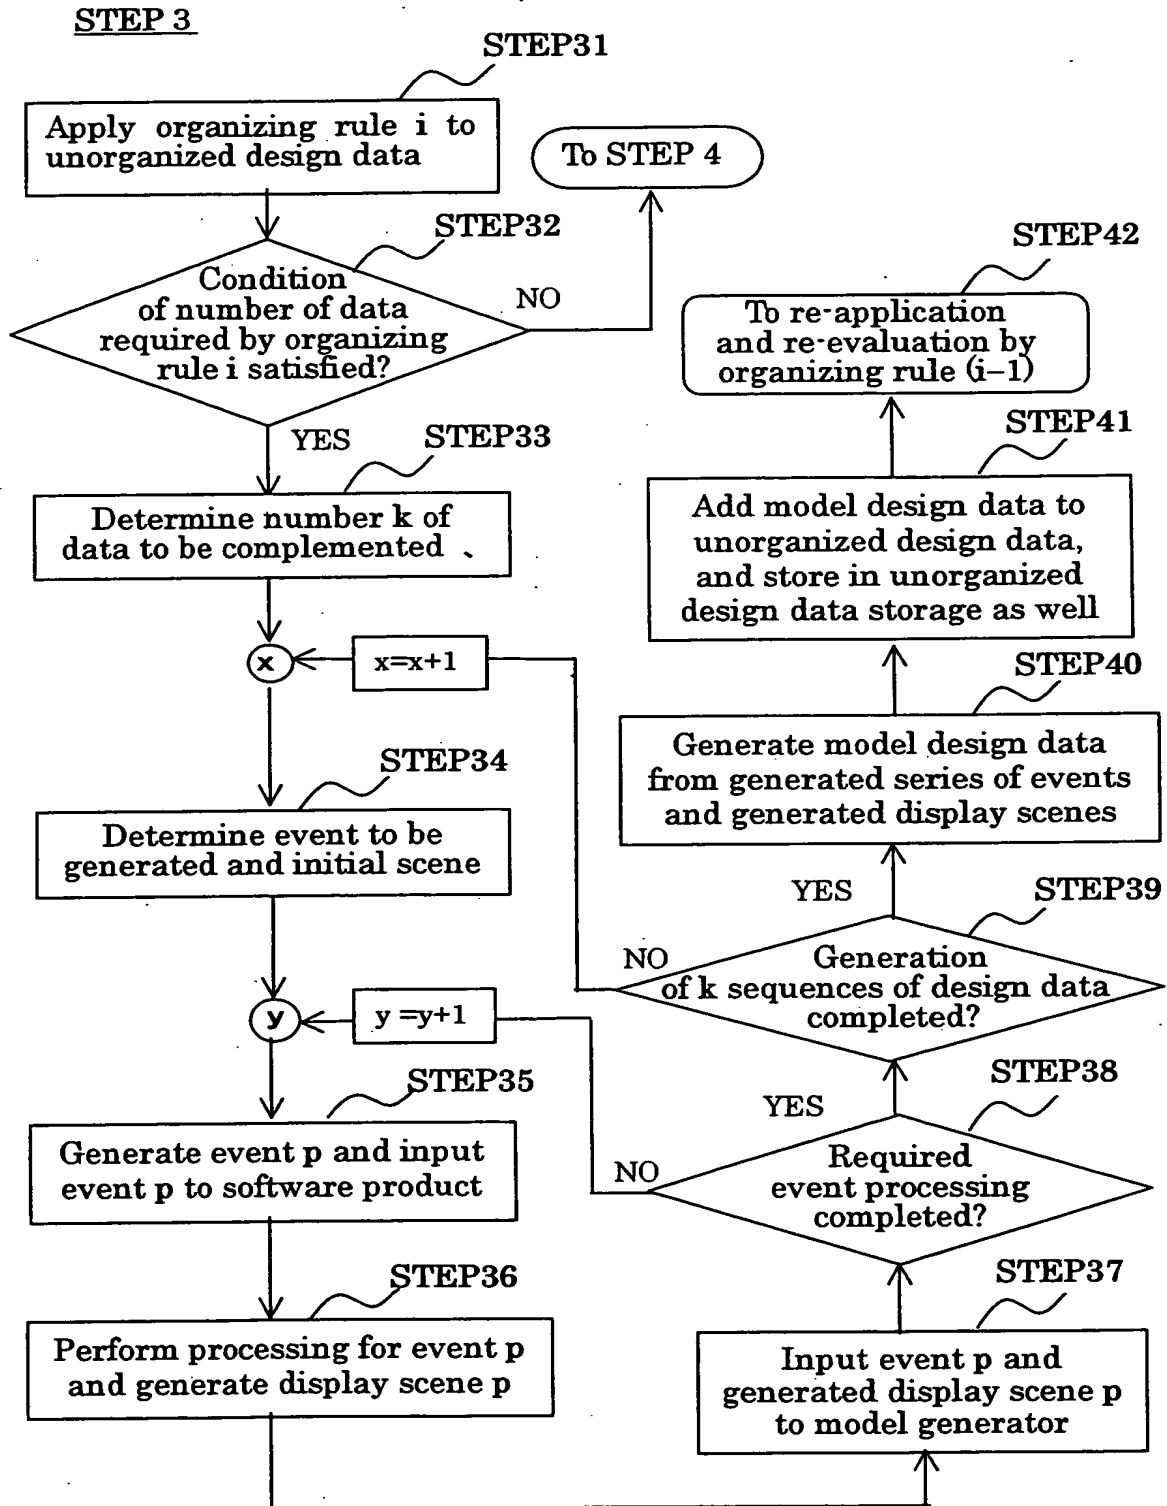 STEP 3
STEP31
Apply organizing rule i to
unorganized design data
To STEP 4
STEP32
Condition
of number of data
required by organizing
rule i satisfied?
NO
YES
STEP33
Determine number k of
data to be complemented
x
x=x+1
STEP34
Determine event to be
generated and initial scene
y
y =y+1
STEP35
Generate event p and input
event p to software product
STEP36
Perform processing for event p
and generate display scene p
STEP37
Input event p and
generated display scene p
to model generator
STEP38
Required
event processing
completed?
NO
YES
STEP39
Generation
of k sequences of design data
completed?
NO
YES
STEP40
Generate model design data
from generated series of events
and generated display scenes
STEP41
Add model design data to
unorganized design data,
and store in unorganized
design data storage as well
STEP42
To re-application
and re-evaluation by
organizing rule (i–1)